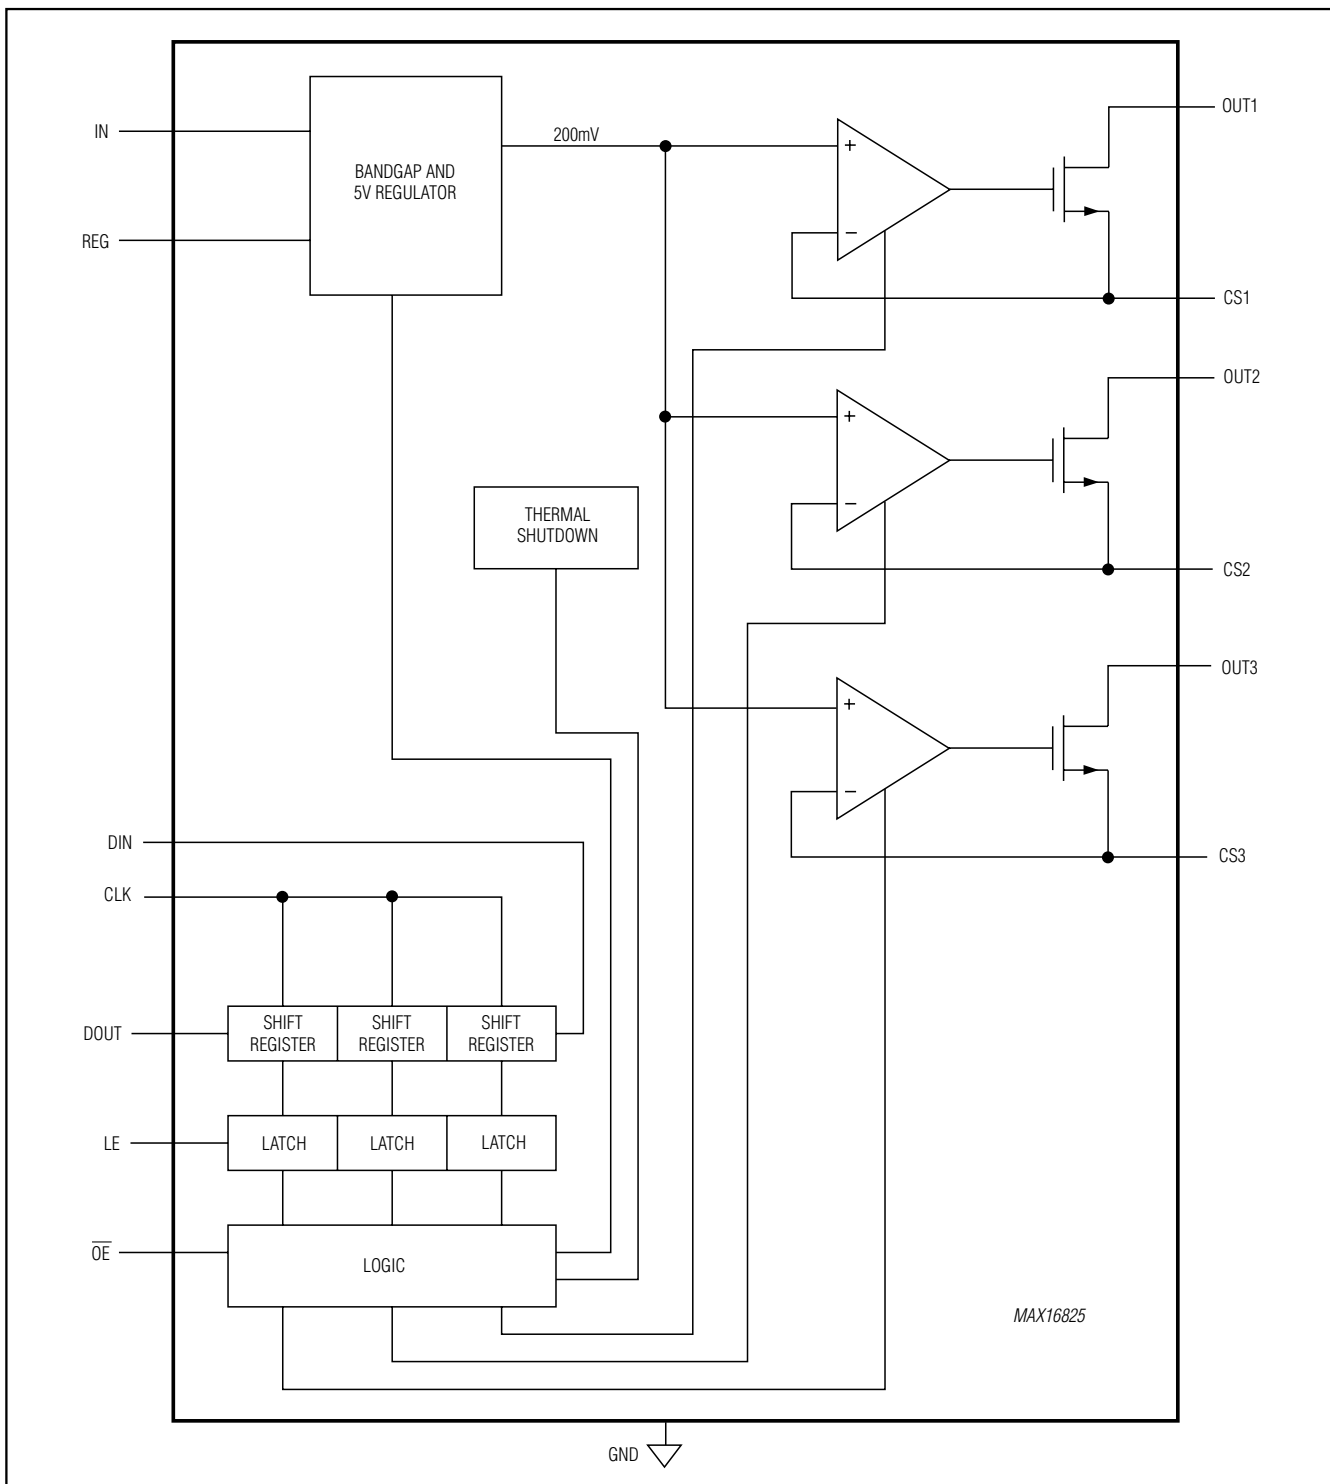 IN
REG
BANDGAP AND
5V REGULATOR
200mV
+
−
OUT1
CS1
+
−
OUT2
CS2
THERMAL
SHUTDOWN
+
−
OUT3
CS3
DIN
CLK
DOUT
SHIFT
REGISTER
SHIFT
REGISTER
SHIFT
REGISTER
LE
LATCH
LATCH
LATCH
O̅E̅
LOGIC
MAX16825
GND